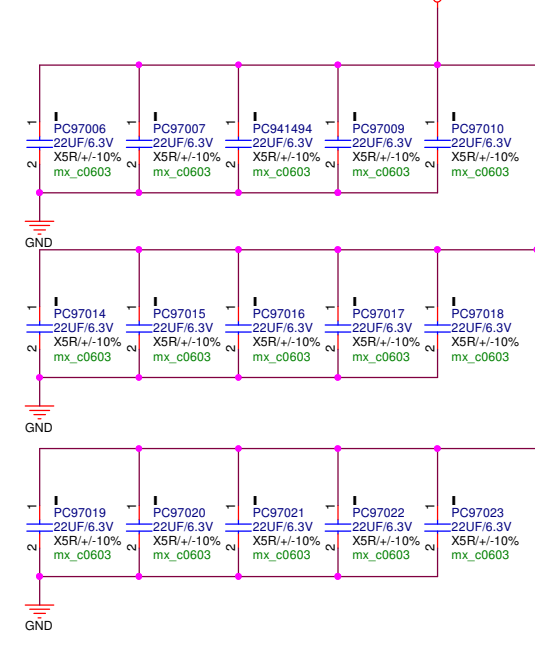 1 1 1 1 1
PC97006 PC97007 PC941494 PC97009 PC97010
22UF/6.3V 22UF/6.3V 22UF/6.3V 22UF/6.3V 22UF/6.3V
2 X5R/+/-10% 2 X5R/+/-10% 2 X5R/+/-10% 2 X5R/+/-10% 2 X5R/+/-10%
mx_c0603 mx_c0603 mx_c0603 mx_c0603 mx_c0603
GND
1 1 1 1 1
PC97014 PC97015 PC97016 PC97017 PC97018
22UF/6.3V 22UF/6.3V 22UF/6.3V 22UF/6.3V 22UF/6.3V
2 X5R/+/-10% 2 X5R/+/-10% 2 X5R/+/-10% 2 X5R/+/-10% 2 X5R/+/-10%
mx_c0603 mx_c0603 mx_c0603 mx_c0603 mx_c0603
GND
1 1 1 1 1
PC97019 PC97020 PC97021 PC97022 PC97023
22UF/6.3V 22UF/6.3V 22UF/6.3V 22UF/6.3V 22UF/6.3V
2 X5R/+/-10% 2 X5R/+/-10% 2 X5R/+/-10% 2 X5R/+/-10% 2 X5R/+/-10%
mx_c0603 mx_c0603 mx_c0603 mx_c0603 mx_c0603
GND